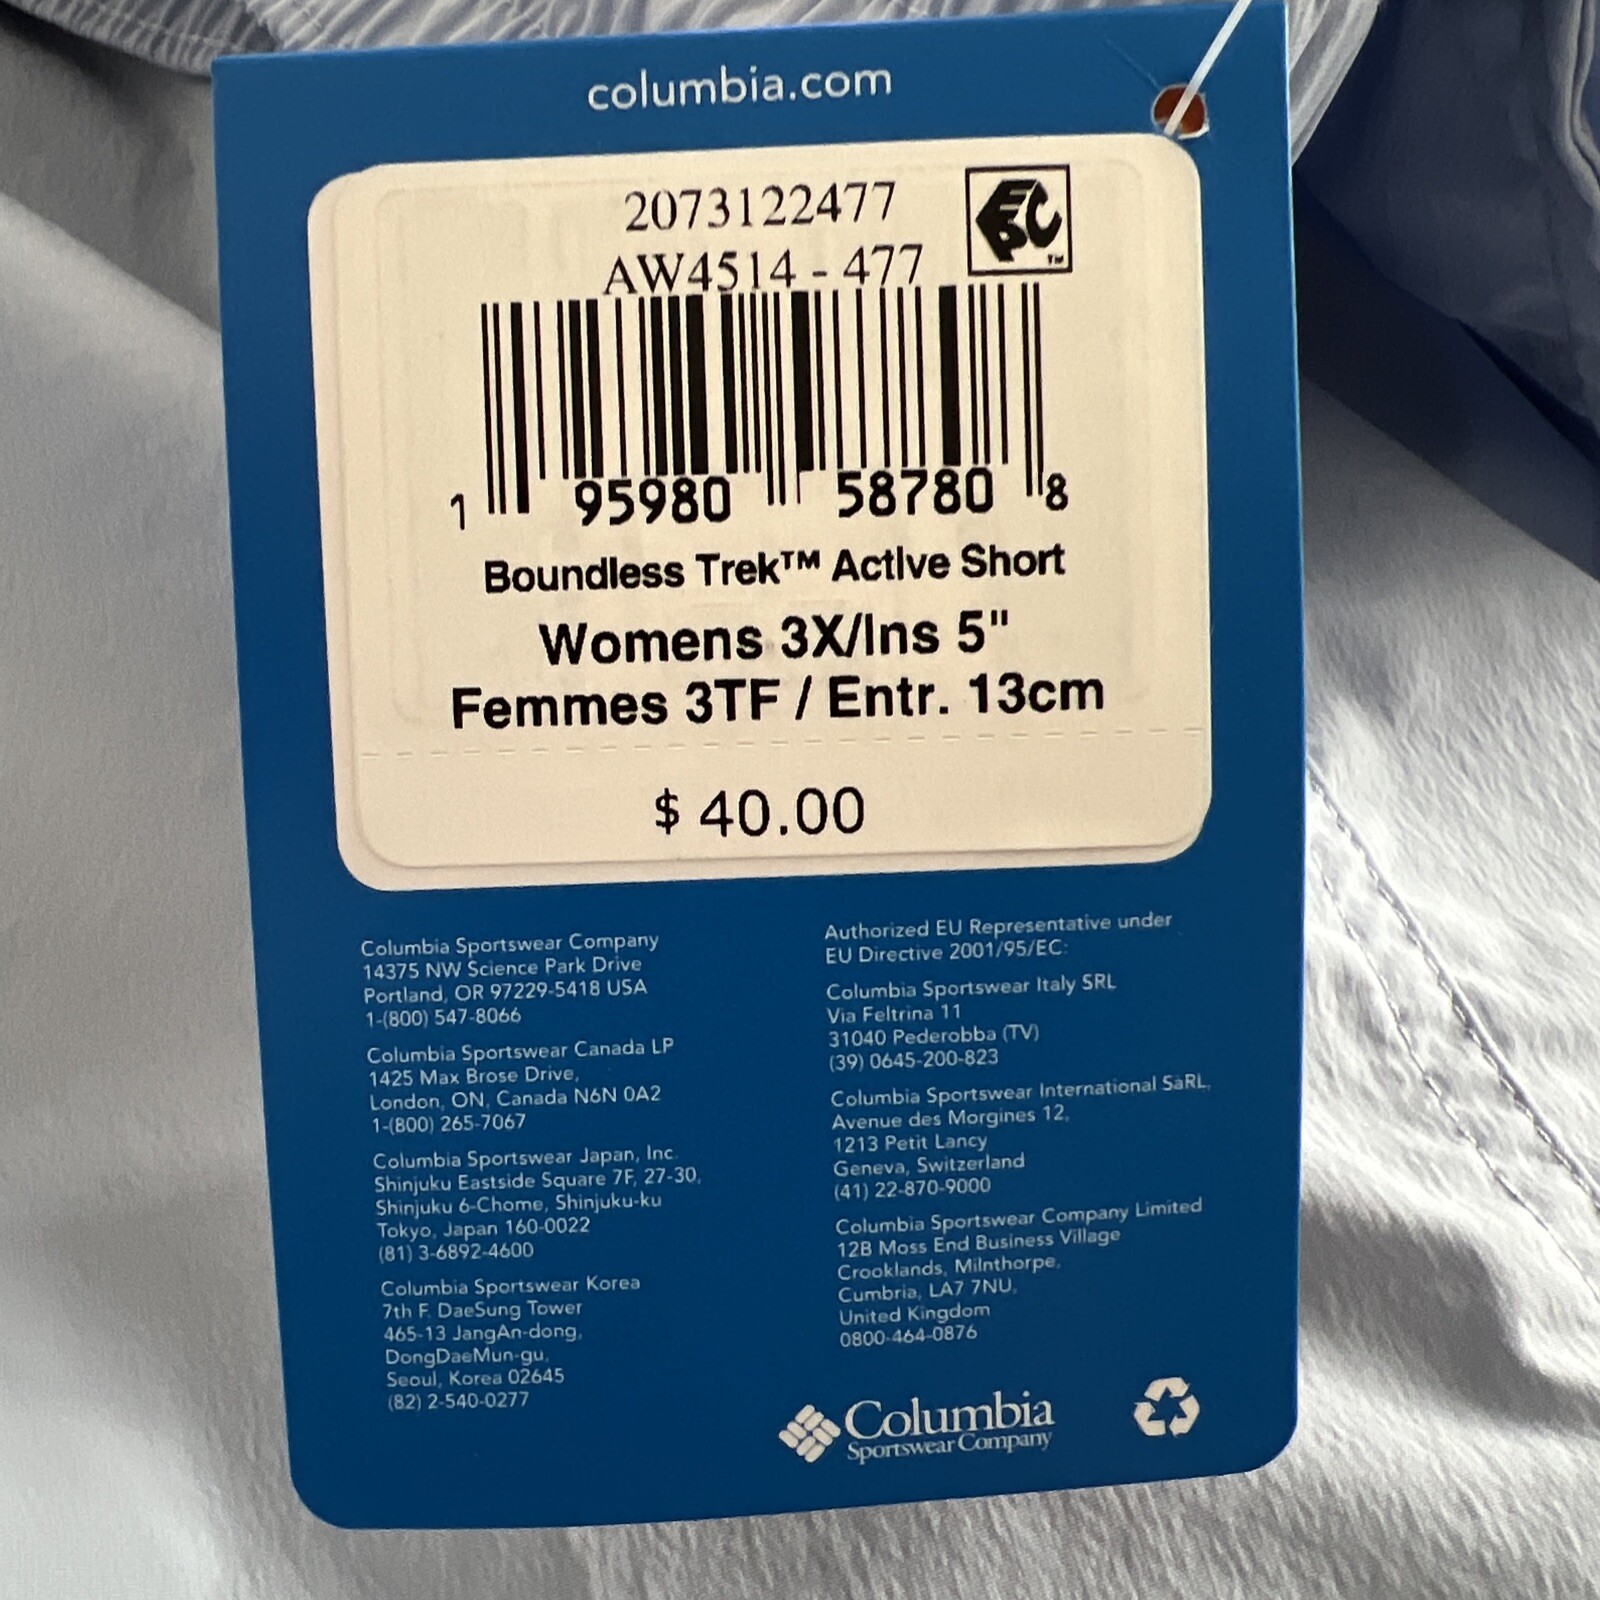 columbia.com
2073122477
AW4514 - 477
EPC
TM
1 95980 58780 8
Boundless Trek™ Active Short
Womens 3X/Ins 5"
Femmes 3TF / Entr. 13cm
$ 40.00
Columbia Sportswear Company
14375 NW Science Park Drive
Portland, OR 97229-5418 USA
1-(800) 547-8066
Columbia Sportswear Canada LP
1425 Max Brose Drive,
London, ON, Canada N6N 0A2
1-(800) 265-7067
Columbia Sportswear Japan, Inc.
Shinjuku Eastside Square 7F, 27-30,
Shinjuku 6-Chome, Shinjuku-ku
Tokyo, Japan 160-0022
(81) 3-6892-4600
Columbia Sportswear Korea
7th F. DaeSung Tower
465-13 JangAn-dong,
DongDaeMun-gu,
Seoul, Korea 02645
(82) 2-540-0277
Authorized EU Representative under
EU Directive 2001/95/EC:
Columbia Sportswear Italy SRL
Via Feltrina 11
31040 Pederobba (TV)
(39) 0645-200-823
Columbia Sportswear International SàRL,
Avenue des Morgines 12,
1213 Petit Lancy
Geneva, Switzerland
(41) 22-870-9000
Columbia Sportswear Company Limited
12B Moss End Business Village
Crooklands, Milnthorpe,
Cumbria, LA7 7NU,
United Kingdom
0800-464-0876
Columbia
Sportswear Company